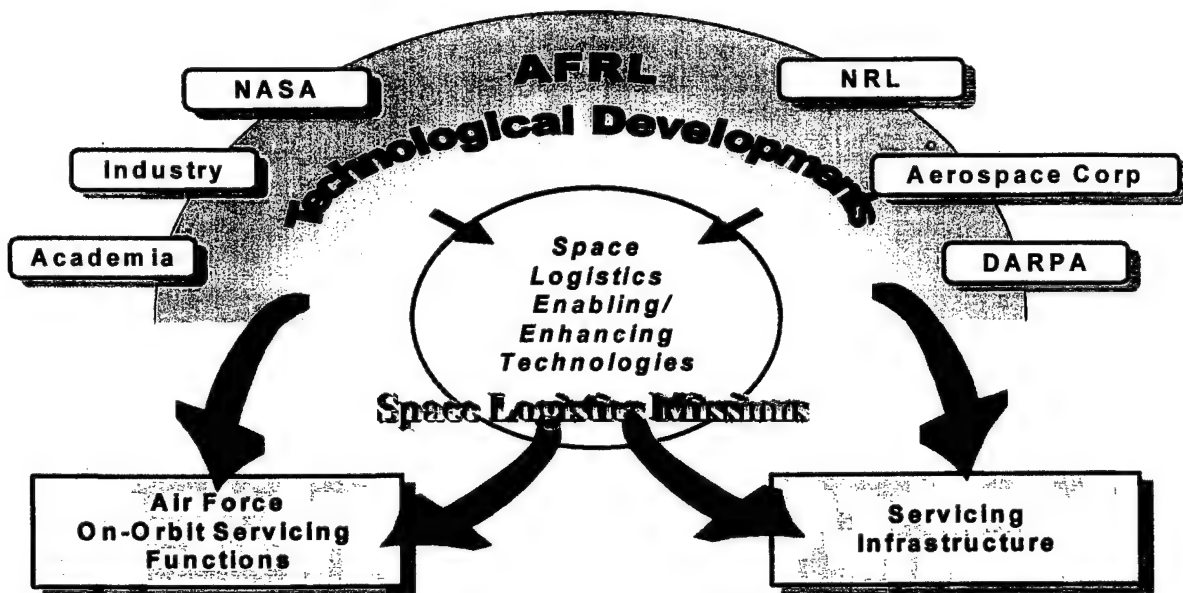 AFRL
Technological Developments
NASA
NRL
Industry
Aerospace Corp
Academia
DARPA
Space
Logistics
Enabling/
Enhancing
Technologies
Space Logistics Missions
Air Force
On-Orbit Servicing
Functions
Servicing
Infrastructure